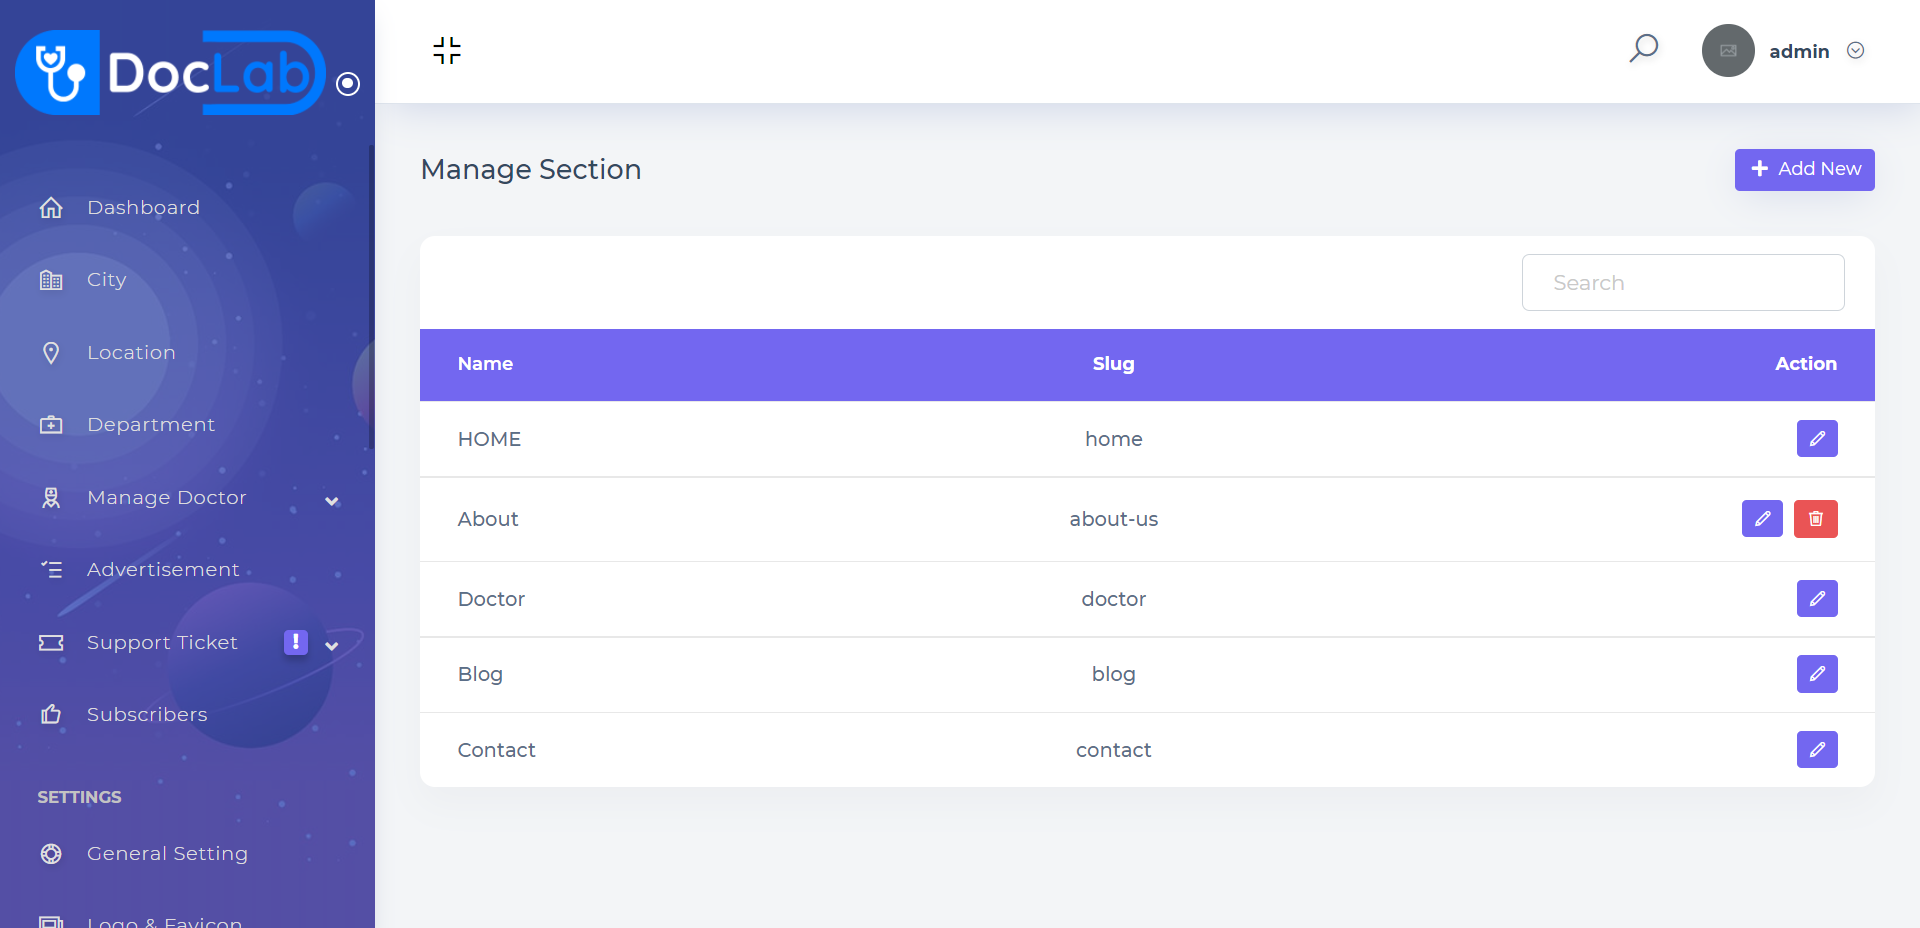 DocLab
admin
Dashboard
City
Location
Department
Manage Doctor
Advertisement
Support Ticket !
Subscribers
SETTINGS
General Setting
Logo & Favicon
Manage Section
Add New
Search
Name Slug Action
HOME home
About about-us
Doctor doctor
Blog blog
Contact contact